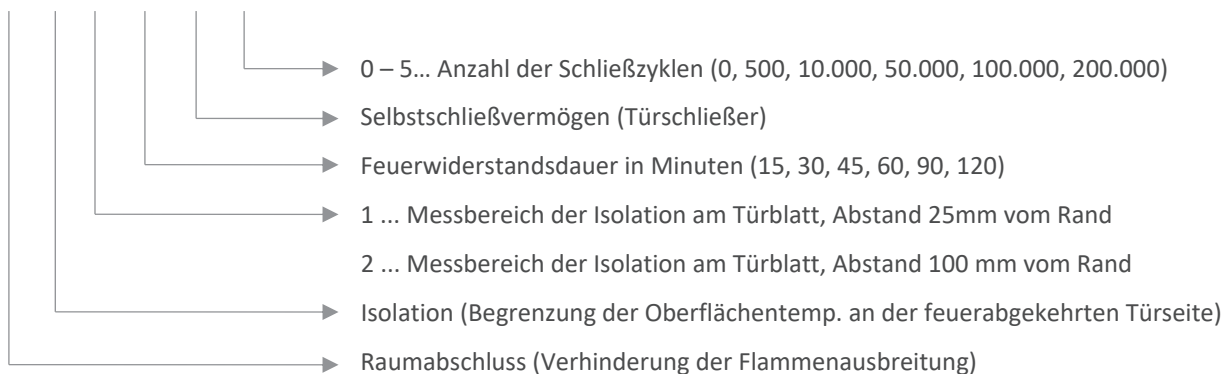 0 – 5… Anzahl der Schließzyklen (0, 500, 10.000, 50.000, 100.000, 200.000)
Selbstschließvermögen (Türschließer)
Feuerwiderstandsdauer in Minuten (15, 30, 45, 60, 90, 120)
1 ... Messbereich der Isolation am Türblatt, Abstand 25mm vom Rand
2 ... Messbereich der Isolation am Türblatt, Abstand 100 mm vom Rand
Isolation (Begrenzung der Oberflächentemp. an der feuerabgekehrten Türseite)
Raumabschluss (Verhinderung der Flammenausbreitung)